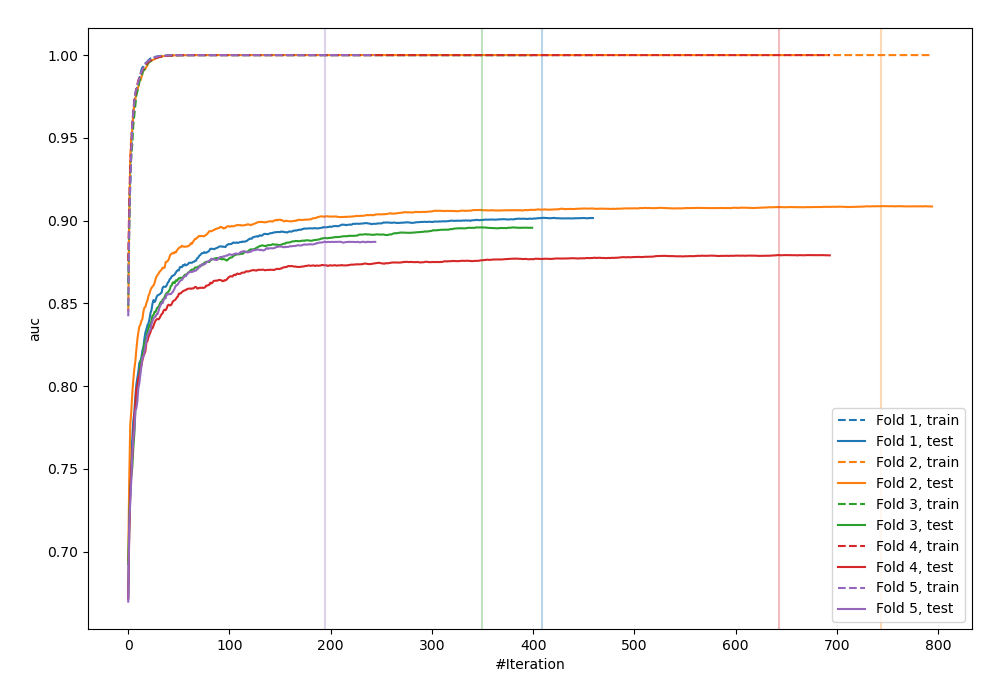 1.00
0.95
0.90
0.85
0.80
0.75
0.70
auc
0 100 200 300 400 500 600 700 800
#Iteration
Fold 1, train
Fold 1, test
Fold 2, train
Fold 2, test
Fold 3, train
Fold 3, test
Fold 4, train
Fold 4, test
Fold 5, train
Fold 5, test